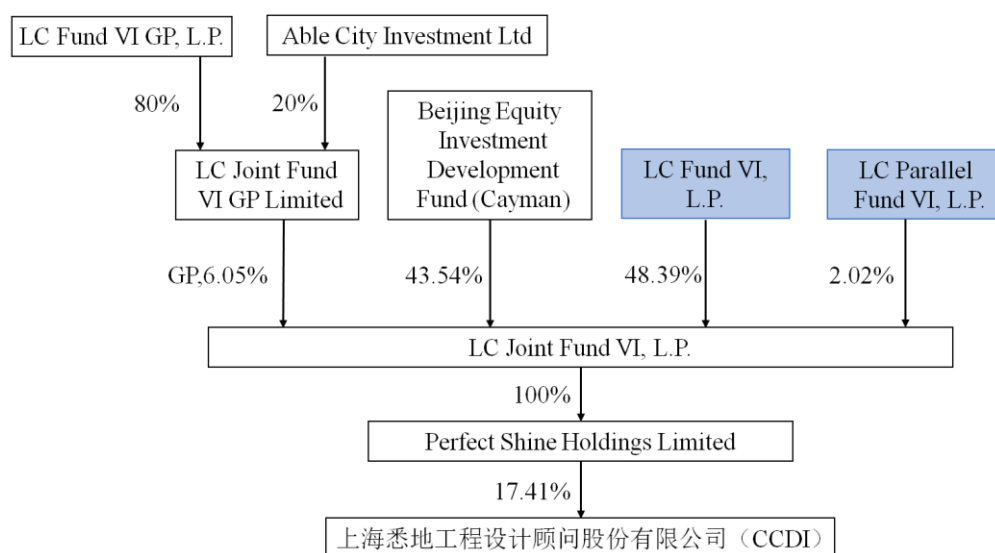 LC Fund VI GP, L.P.
Able City Investment Ltd
80%
20%
Beijing Equity
Investment
Development
Fund (Cayman)
LC Joint Fund
VI GP Limited
LC Fund VI,
L.P.
LC Parallel
Fund VI, L.P.
GP,6.05%
43.54%
48.39%
2.02%
LC Joint Fund VI, L.P.
100%
Perfect Shine Holdings Limited
17.41%
上海悉地工程设计顾问股份有限公司（CCDI）